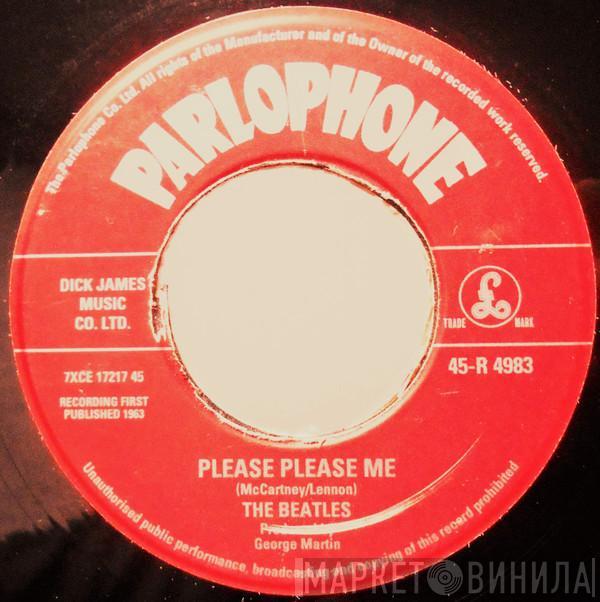 The Parlophone Co. Ltd. All rights of the Manufacturer and of the Owner of the recorded work reserved.
PARLOPHONE
DICK JAMES
MUSIC
CO. LTD.
£
TRADE MARK
7XCE 17217 45
45-R 4983
RECORDING FIRST
PUBLISHED 1963
PLEASE PLEASE ME
(McCartney/Lennon)
THE BEATLES
George Martin
Unauthorised public performance, broadcasting and copying of this record prohibited
МАРКЕТ ВИНИЛА